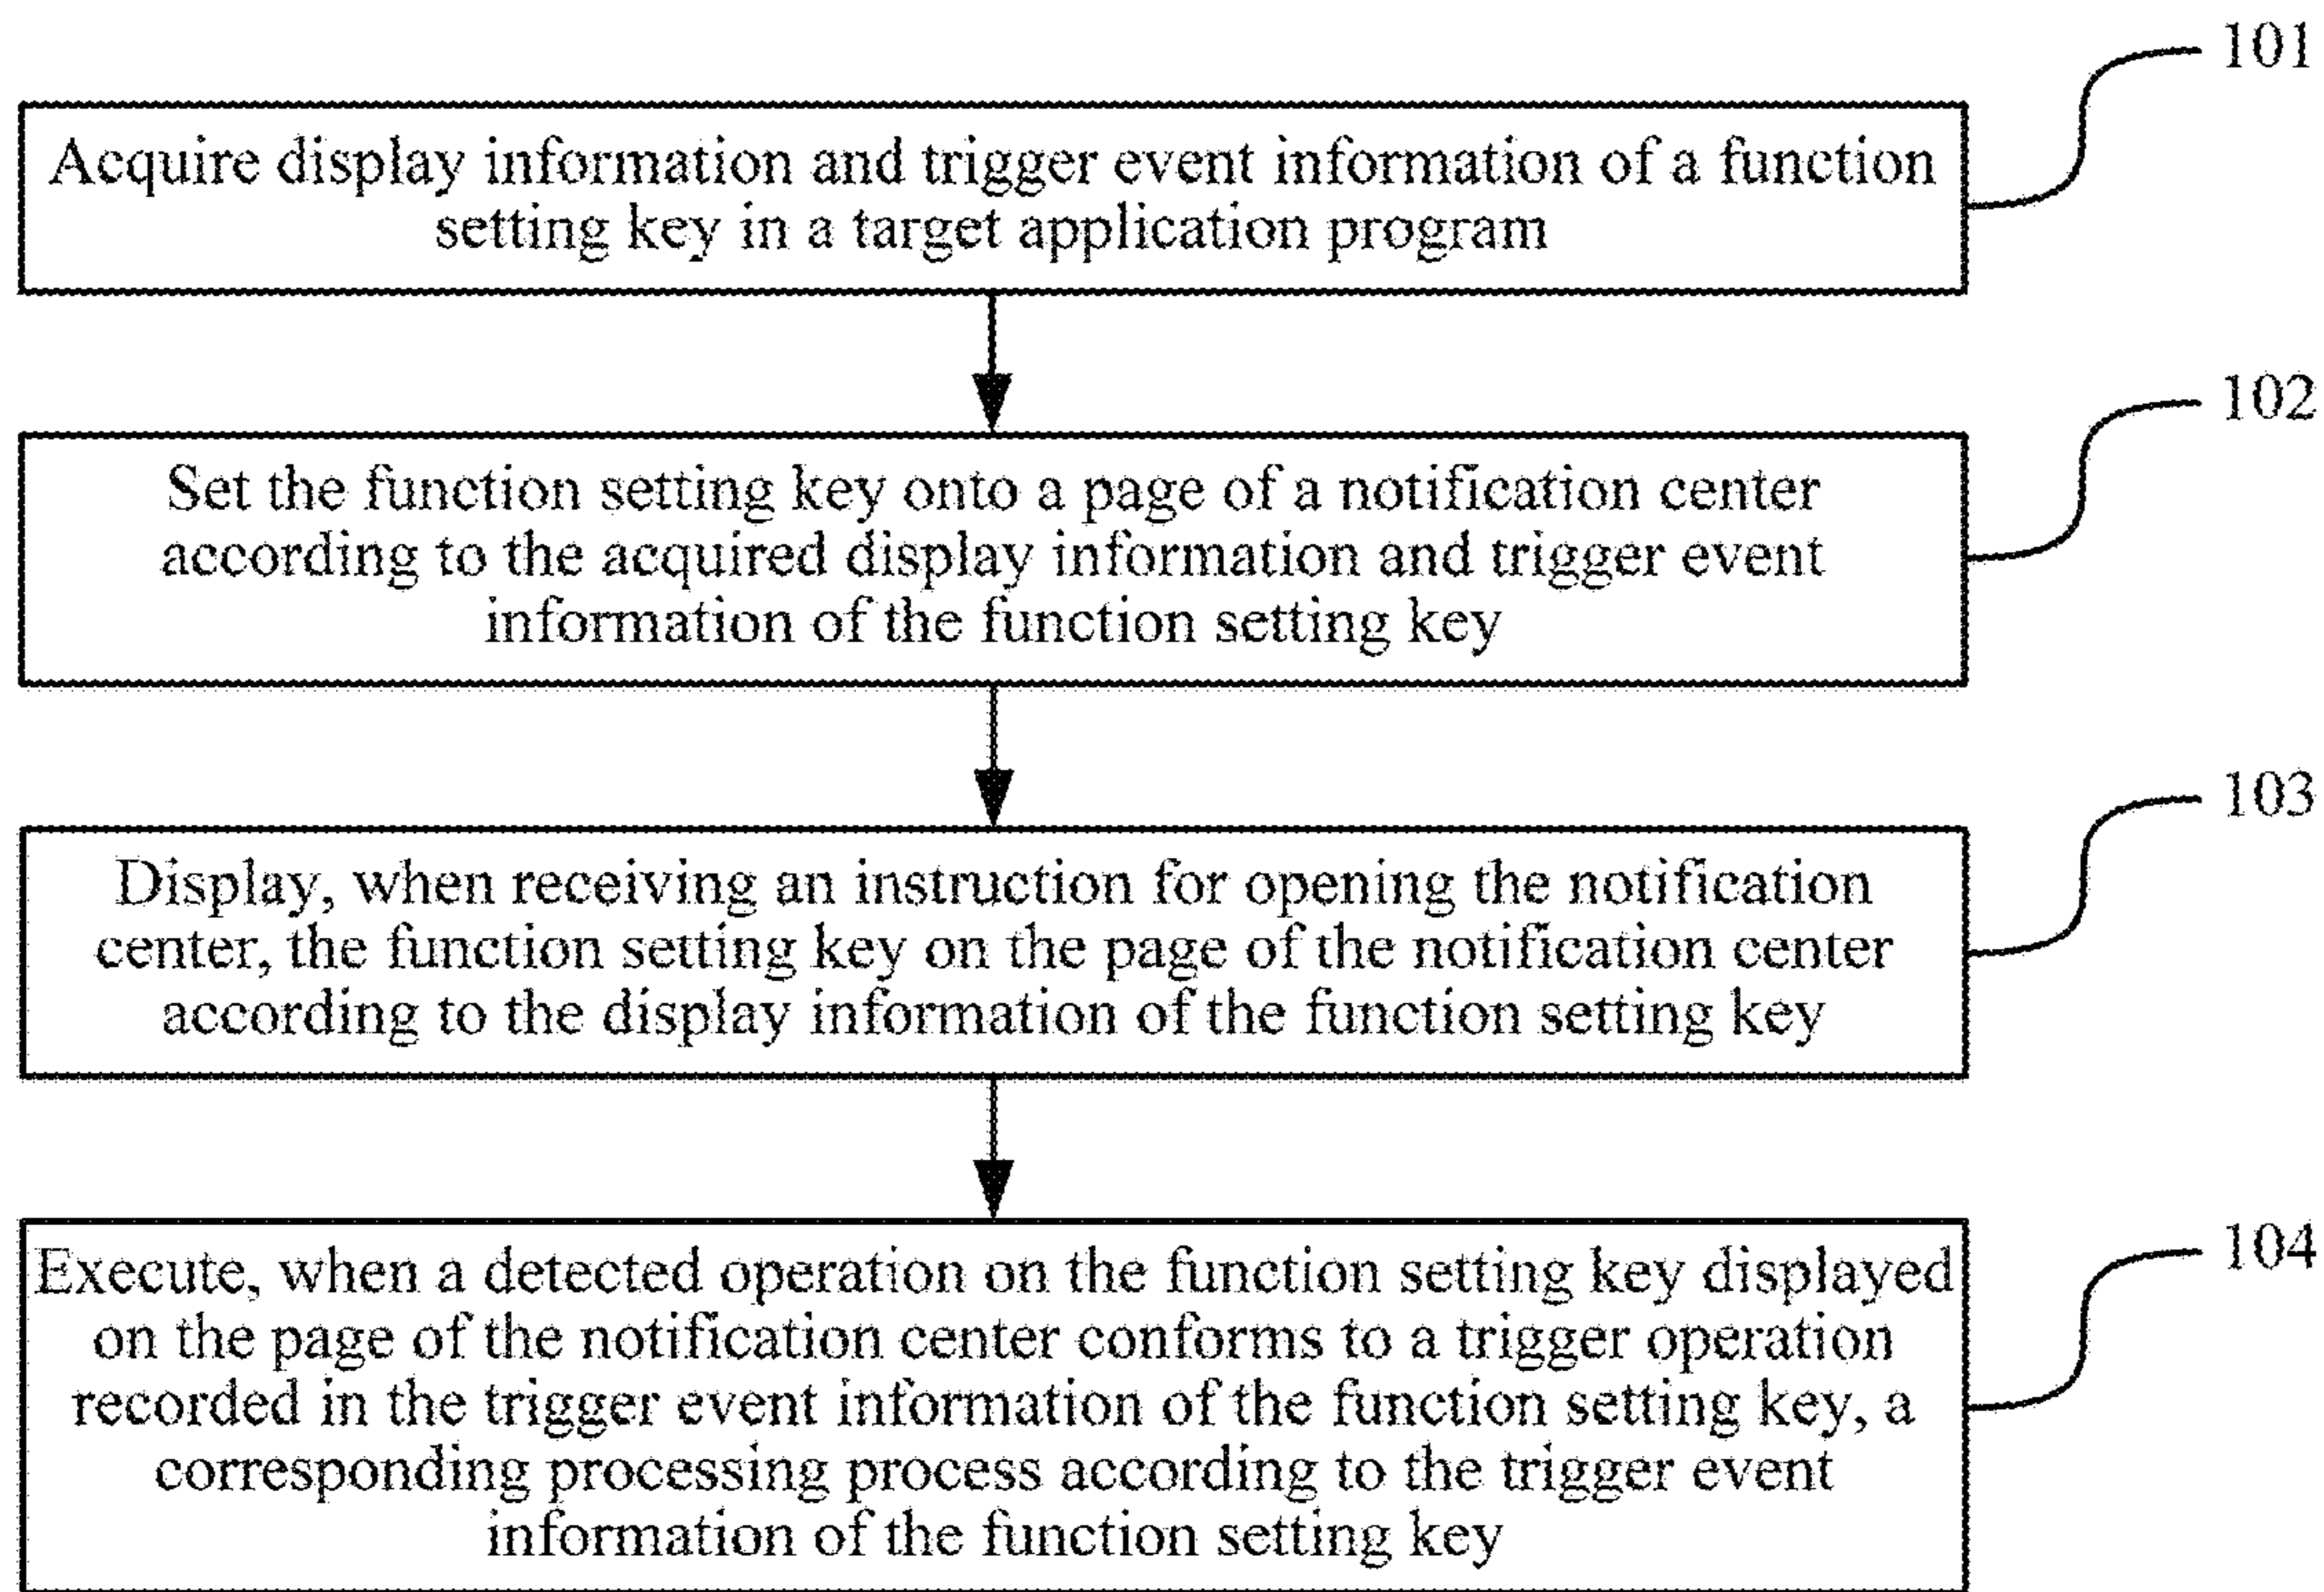 101
Acquire display information and trigger event information of a function
setting key in a target application program
102
Set the function setting key onto a page of a notification center
according to the acquired display information and trigger event
information of the function setting key
103
Display, when receiving an instruction for opening the notification
center, the function setting key on the page of the notification center
according to the display information of the function setting key
104
Execute, when a detected operation on the function setting key displayed
on the page of the notification center conforms to a trigger operation
recorded in the trigger event information of the function setting key, a
corresponding processing process according to the trigger event
information of the function setting key